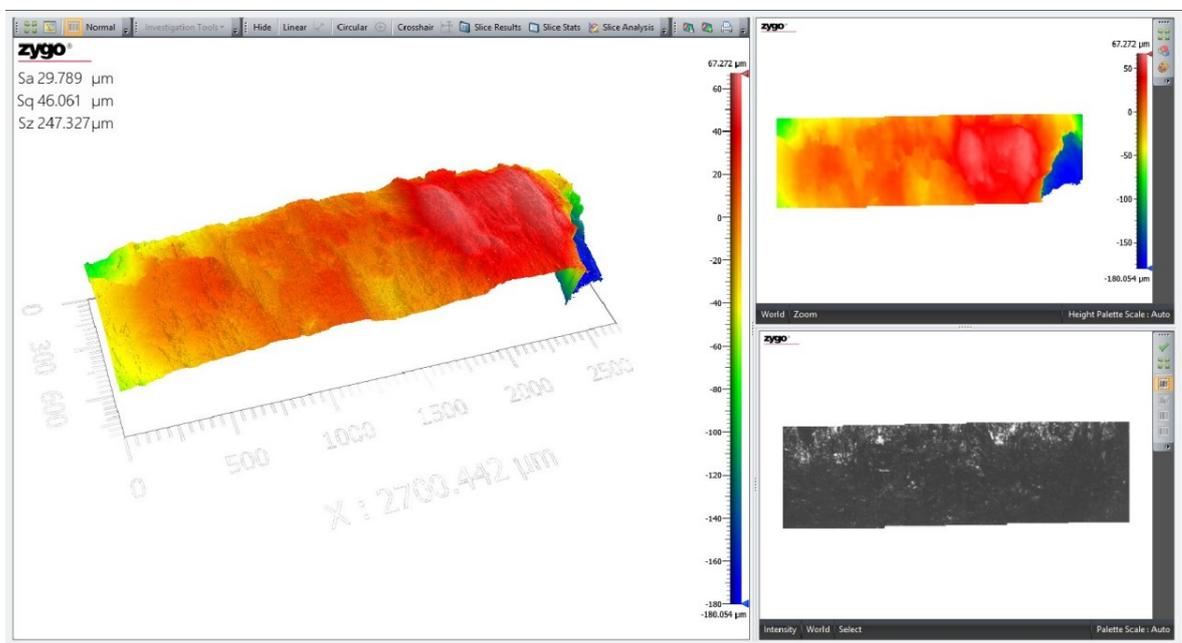 Normal Investigation Tools Hide Linear Circular Crosshair Slice Results Slice Stats Slice Analysis
zygo®
Sa 29.789 μm
Sq 46.061 μm
Sz 247.327 μm
67.272 μm
60
40
20
0
-20
-40
-60
-80
-100
-120
-140
-160
-180
-180.054 μm
0
300
600
0
500
1000
1500
2000
2500
X : 2700.442 μm
zygo®
67.272 μm
50
0
-50
-100
-150
-180.054 μm
World Zoom Height Palette Scale : Auto
zygo®
Intensity World Select Palette Scale : Auto